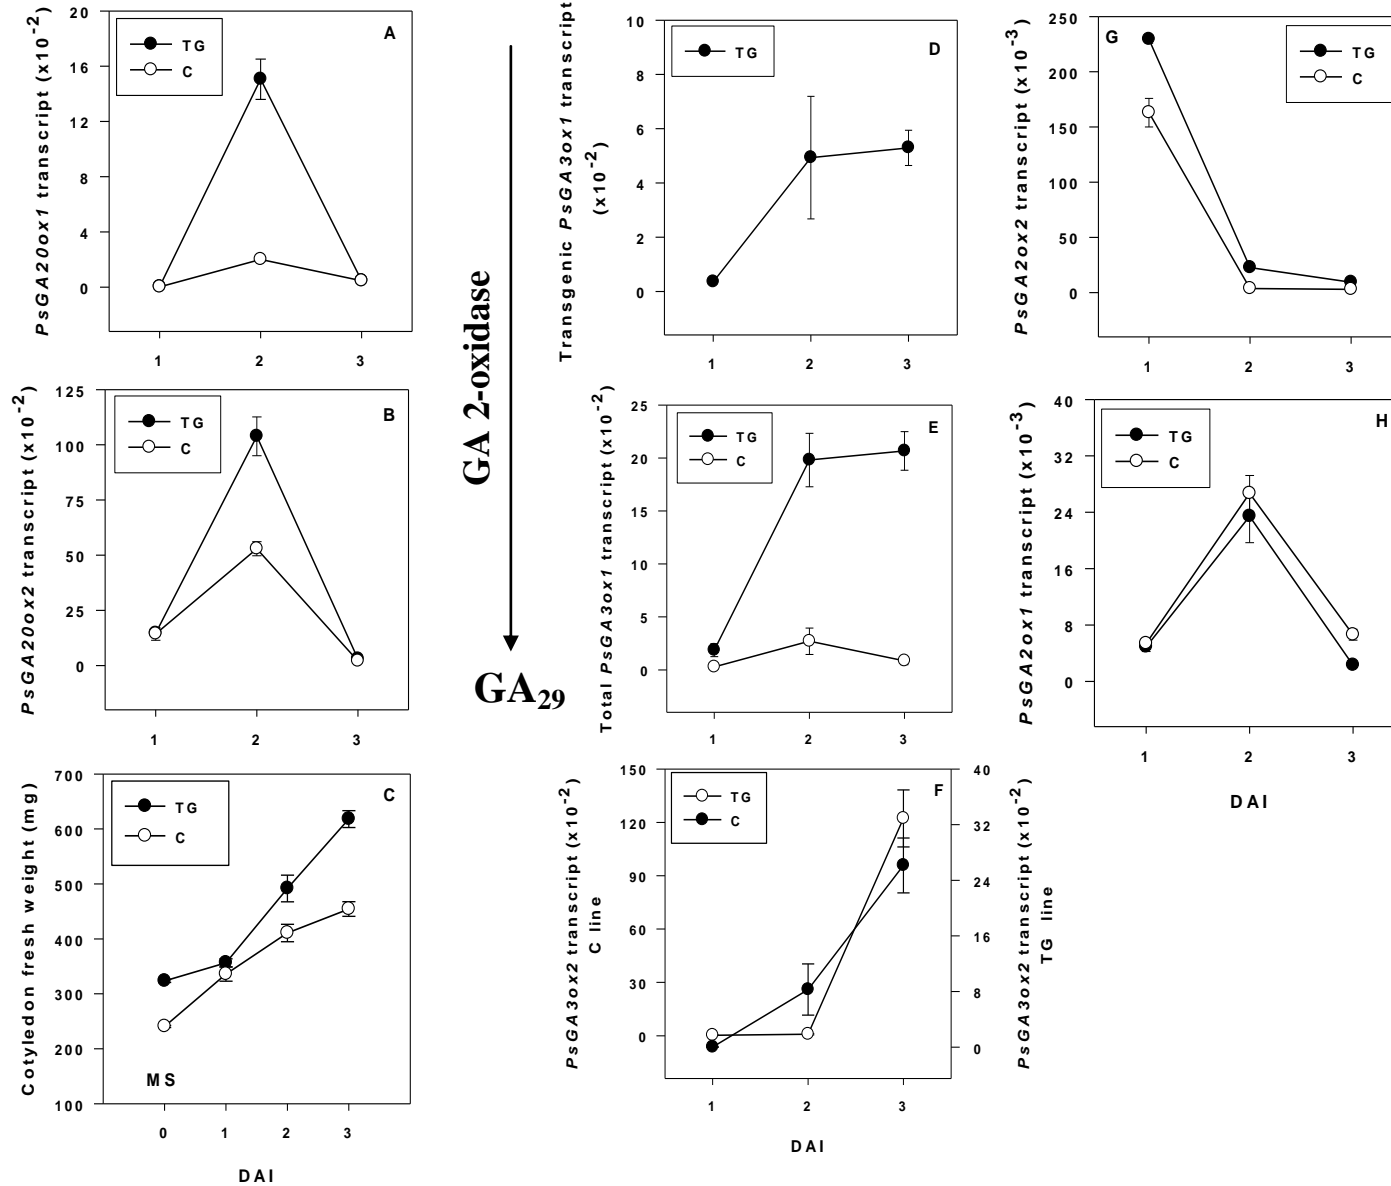 PsGA20ox1 transcript (x10-2)
20
16
12
8
4
0
TG
C
A
1 2 3
PsGA20ox2 transcript (x10-2)
125
100
75
50
25
0
TG
C
B
1 2 3
Cotyledon fresh weight (mg)
700
600
500
400
300
200
100
TG
C
C
MS
0 1 2 3
DAI
GA 2-oxidase
GA29
Transgenic PsGA3ox1 transcript
(x10-2)
10
8
6
4
2
0
TG
D
1 2 3
Total PsGA3ox1 transcript (x10-2)
25
20
15
10
5
0
TG
C
E
1 2 3
PsGA3ox2 transcript (x10-2)
C line
150
120
90
60
30
0
TG
C
F
40
32
24
16
8
0
PsGA3ox2 transcript (x10-2)
TG line
1 2 3
DAI
PsGA2ox2 transcript (x10-3)
250
200
150
100
50
0
G
TG
C
1 2 3
PsGA2ox1 transcript (x10-3)
40
32
24
16
8
0
TG
C
H
1 2 3
DAI